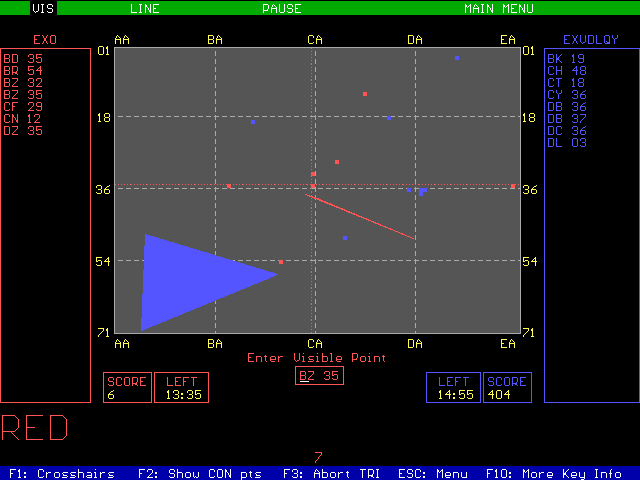 VIS LINE PAUSE MAIN MENU
EXO AA BA CA DA EA EXVDLQY
01 01
BD 35 BK 19
BR 54 CH 48
BZ 32 CT 18
BZ 35 CY 36
CF 29 DB 36
CN 12 DB 37
DZ 35 DC 36
DL 03
18 18
36 36
54 54
71 71
AA BA CA DA EA
Enter Visible Point
BZ 35
SCORE LEFT LEFT SCORE
6 13:35 14:55 404
RED
7
F1: Crosshairs F2: Show CON pts F3: Abort TRI ESC: Menu F10: More Key Info